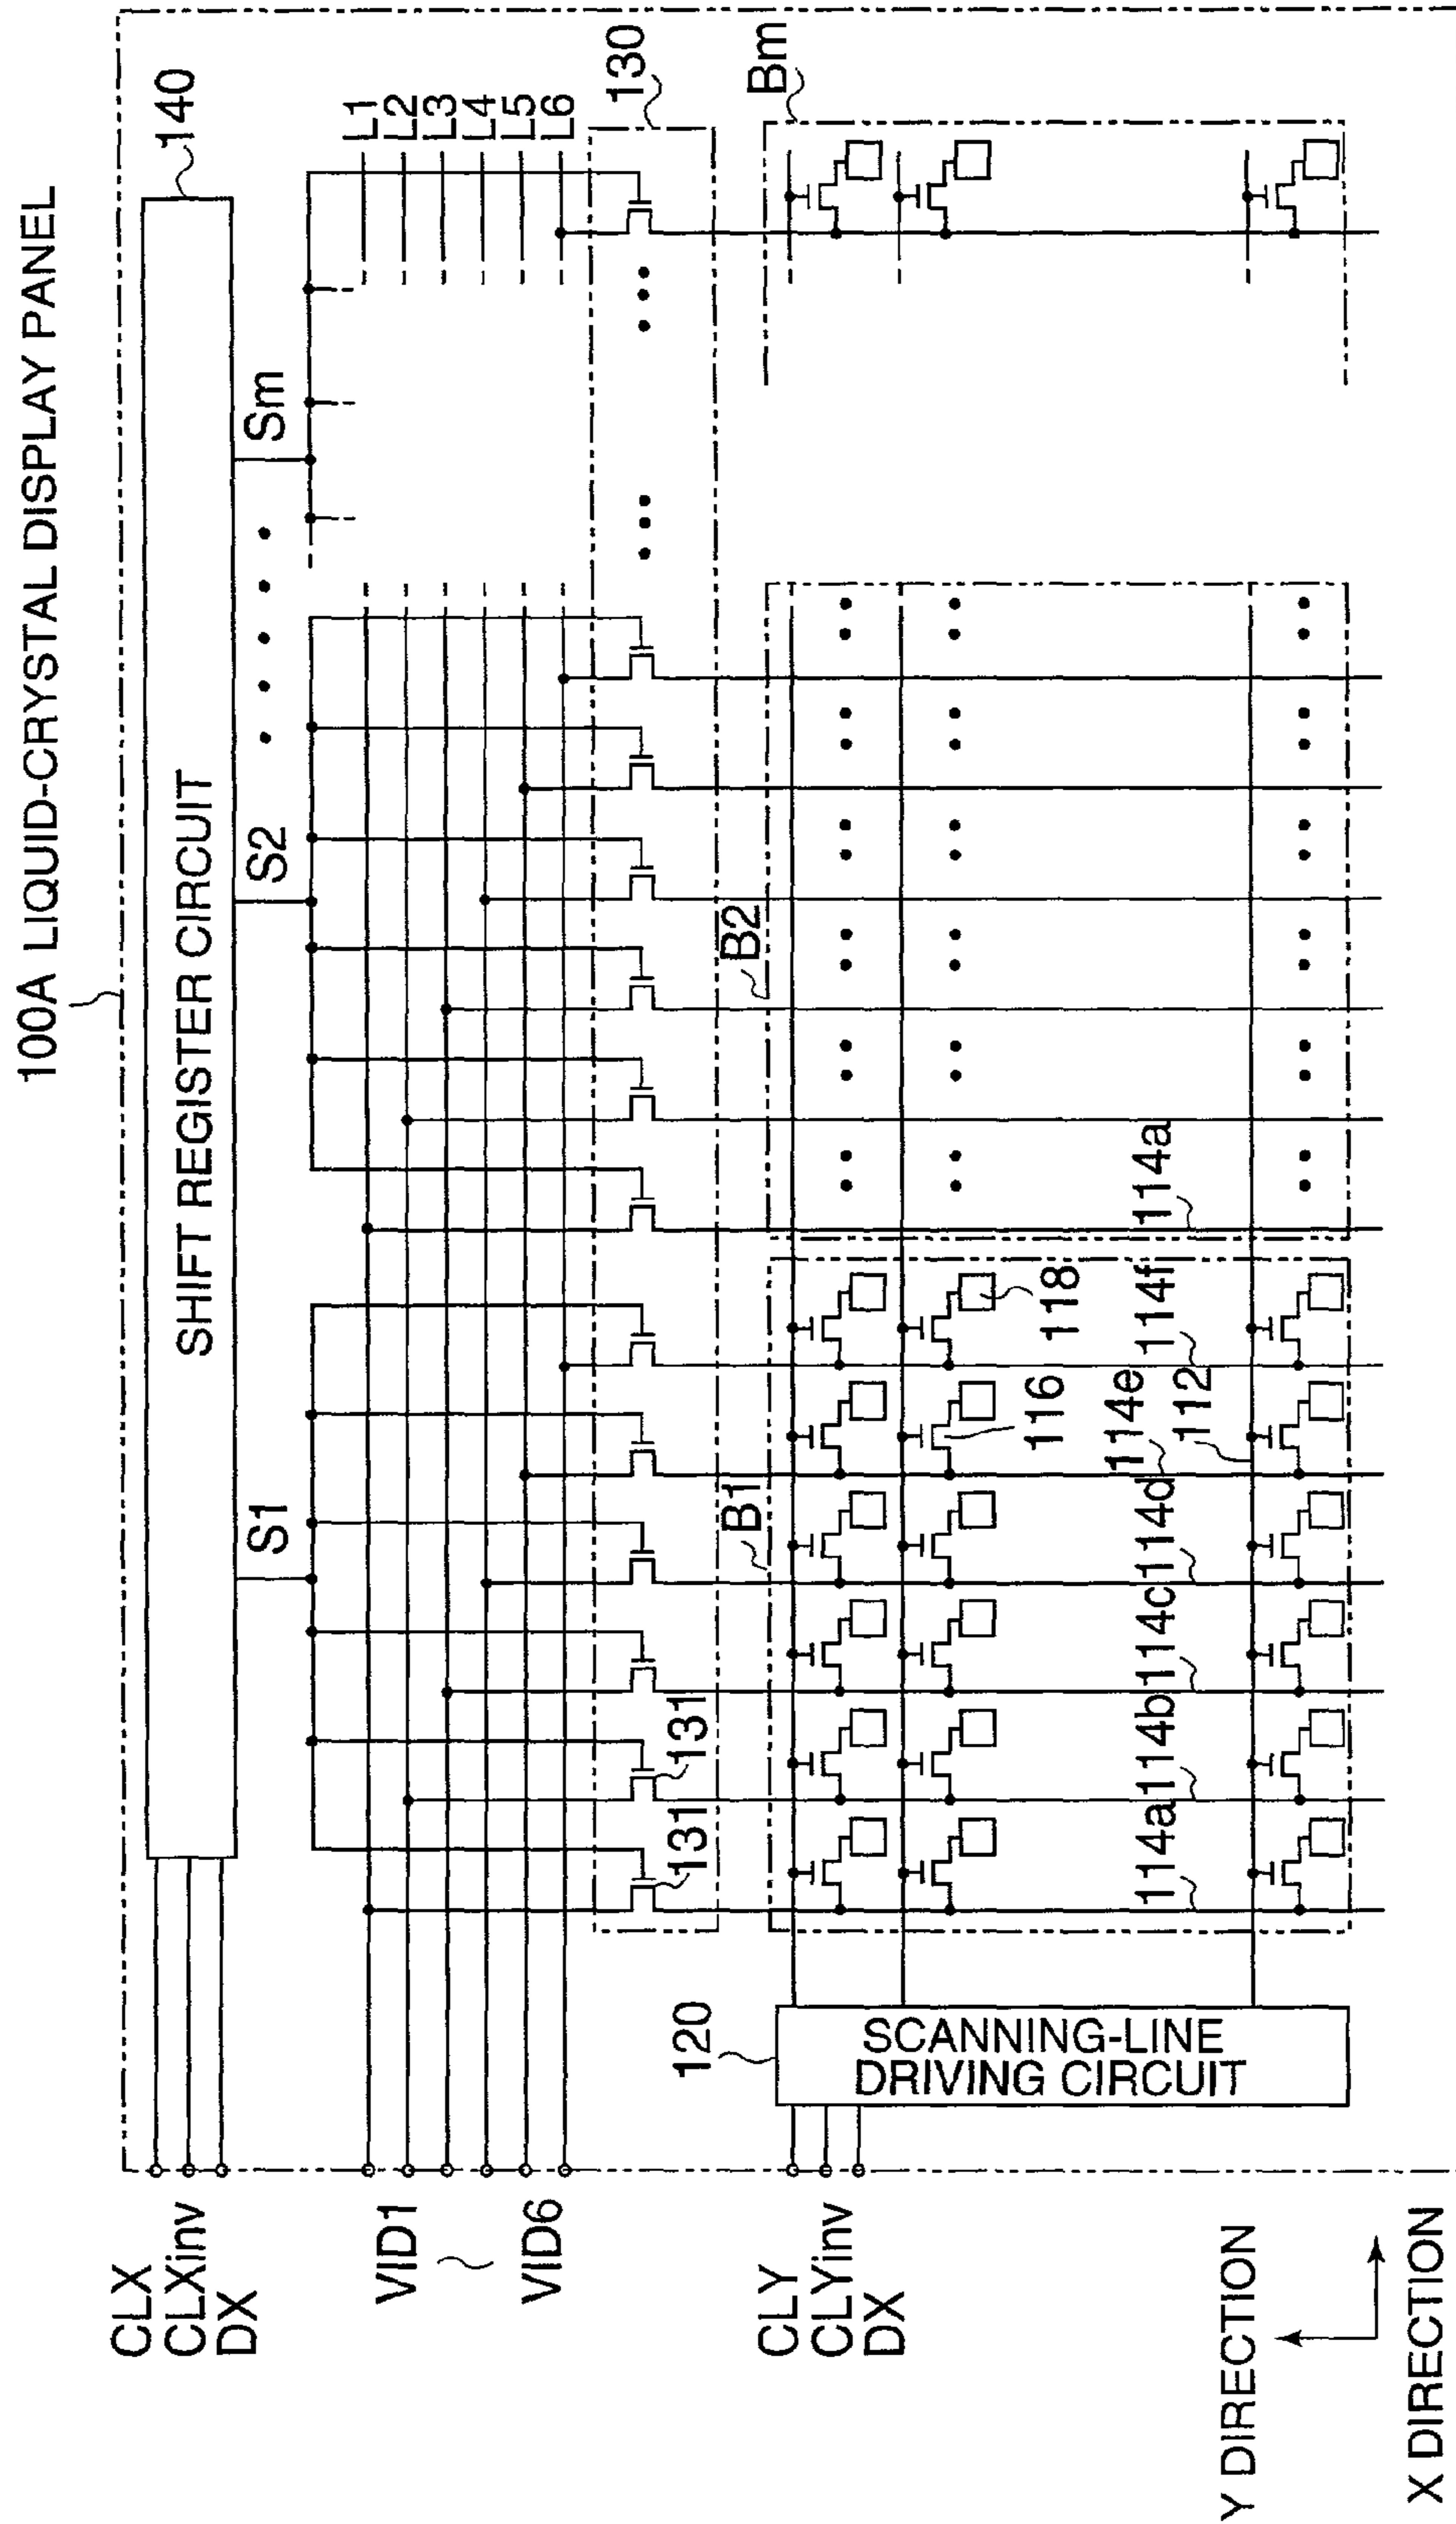 100A LIQUID-CRYSTAL DISPLAY PANEL
140
CLX
CLXinv
DX
SHIFT REGISTER CIRCUIT
S1
S2
Sm
L1
L2
L3
L4
L5
L6
VID1
VID6
130
131
131
B1
B2
Bm
CLY
CLYinv
DX
120
SCANNING-LINE
DRIVING CIRCUIT
116
118
114a
114b
114c
114d
114e
114f
114a
112
Y DIRECTION
X DIRECTION